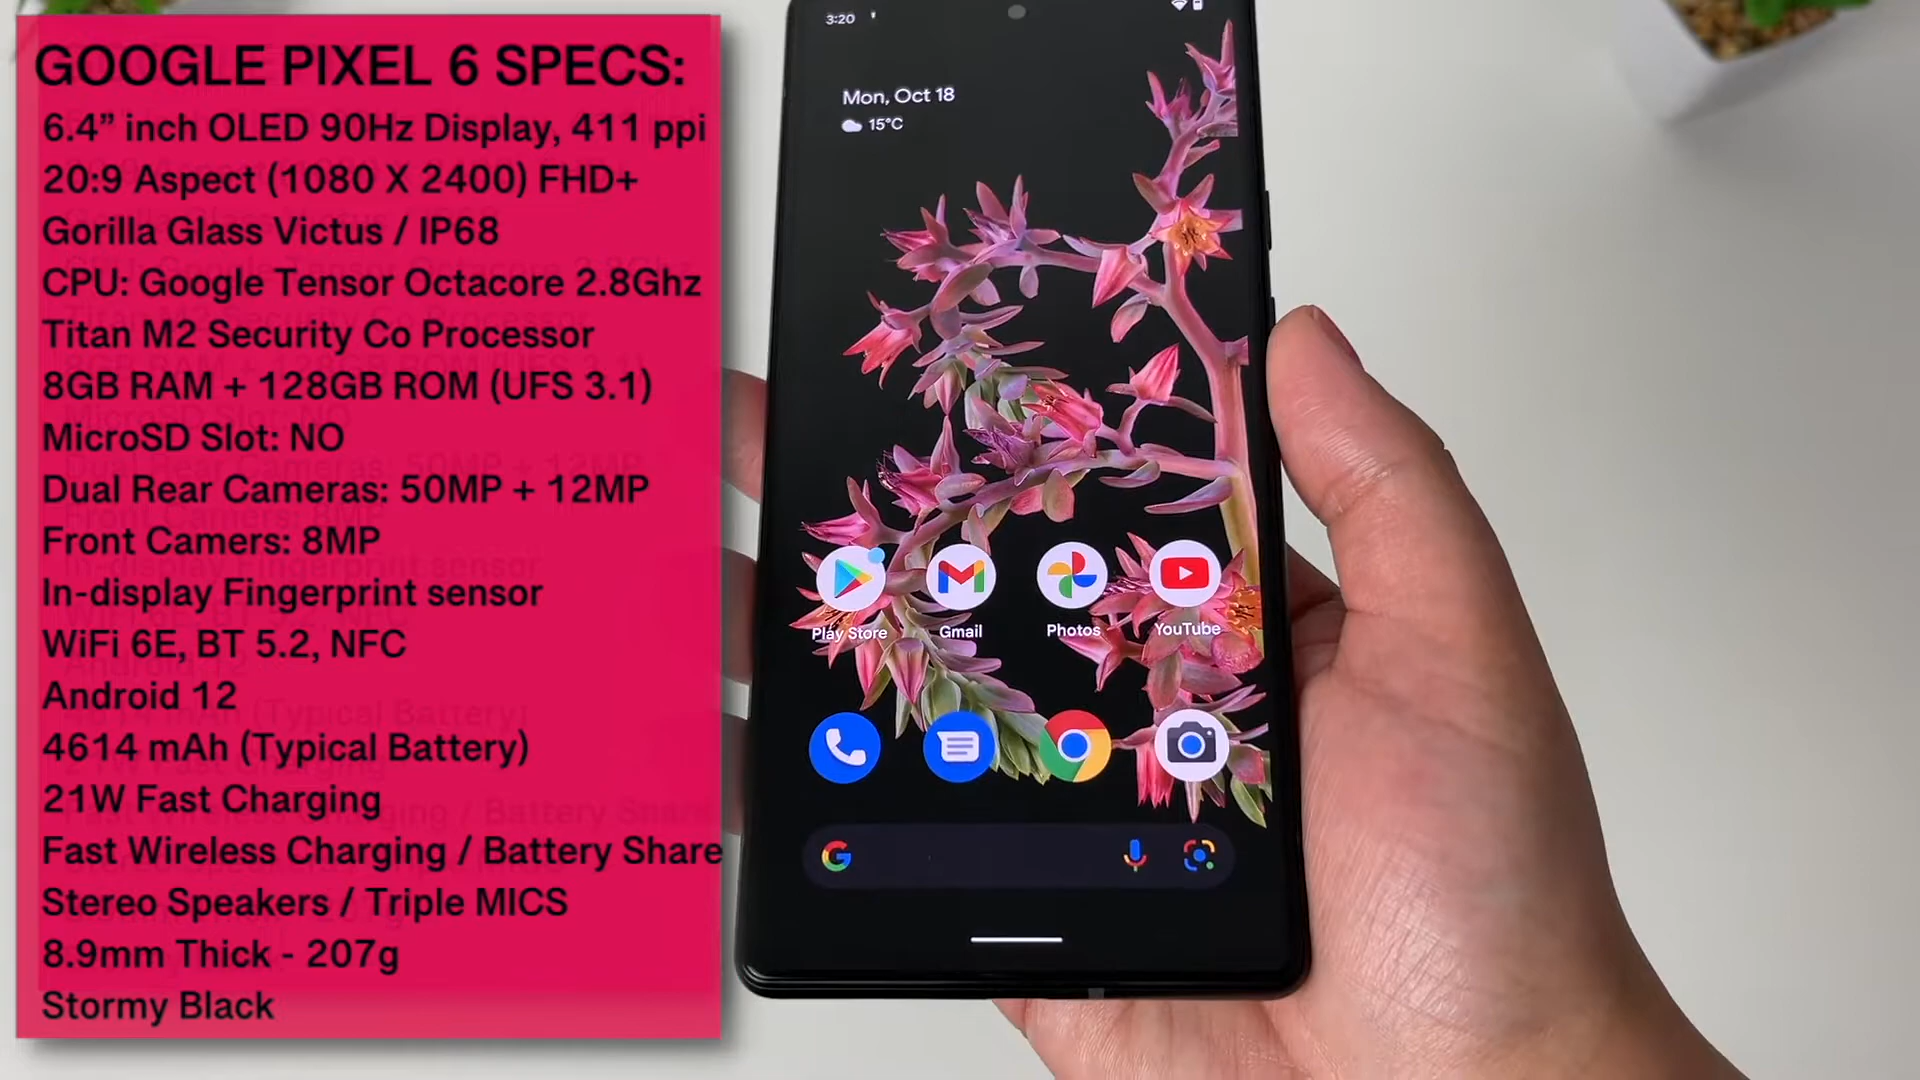 GOOGLE PIXEL 6 SPECS:
6.4” inch OLED 90Hz Display, 411 ppi
20:9 Aspect (1080 X 2400) FHD+
Gorilla Glass Victus / IP68
CPU: Google Tensor Octacore 2.8Ghz
Titan M2 Security Co Processor
8GB RAM + 128GB ROM (UFS 3.1)
MicroSD Slot: NO
Dual Rear Cameras: 50MP + 12MP
Front Camers: 8MP
In-display Fingerprint sensor
WiFi 6E, BT 5.2, NFC
Android 12
4614 mAh (Typical Battery)
21W Fast Charging
Fast Wireless Charging / Battery Share
Stereo Speakers / Triple MICS
8.9mm Thick - 207g
Stormy Black
3:20
Mon, Oct 18
15°C
Play Store Gmail Photos YouTube